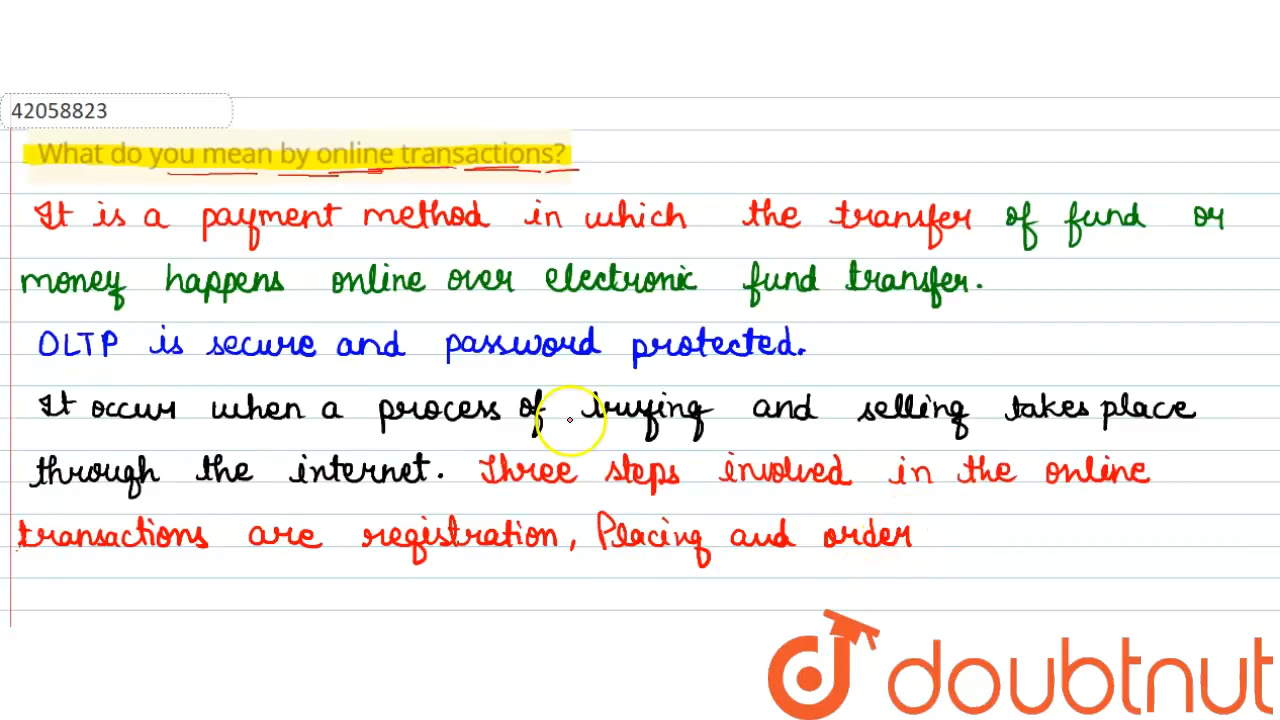 42058823
What do you mean by online transactions?
It is a payment method in which the transfer of fund or
money happens online over electronic fund transfer.
OLTP is secure and password protected.
It occur when a process of buying and selling takes place
through the internet. Three steps involved in the online
transactions are registration, Placing and order
doubtnut